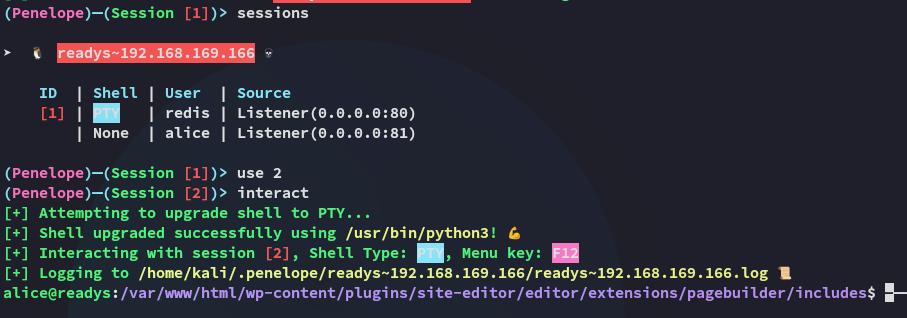 (Penelope)─(Session [1])> sessions
➤ 🐧 readys~192.168.169.166 💀
ID | Shell | User | Source
[1] | PTY | redis | Listener(0.0.0.0:80)
| None | alice | Listener(0.0.0.0:81)
(Penelope)─(Session [1])> use 2
(Penelope)─(Session [2])> interact
[+] Attempting to upgrade shell to PTY...
[+] Shell upgraded successfully using /usr/bin/python3! 💪
[+] Interacting with session [2], Shell Type: PTY, Menu key: F12
[+] Logging to /home/kali/.penelope/readys~192.168.169.166/readys~192.168.169.166.log 📜
alice@readys:/var/www/html/wp-content/plugins/site-editor/editor/extensions/pagebuilder/includes$